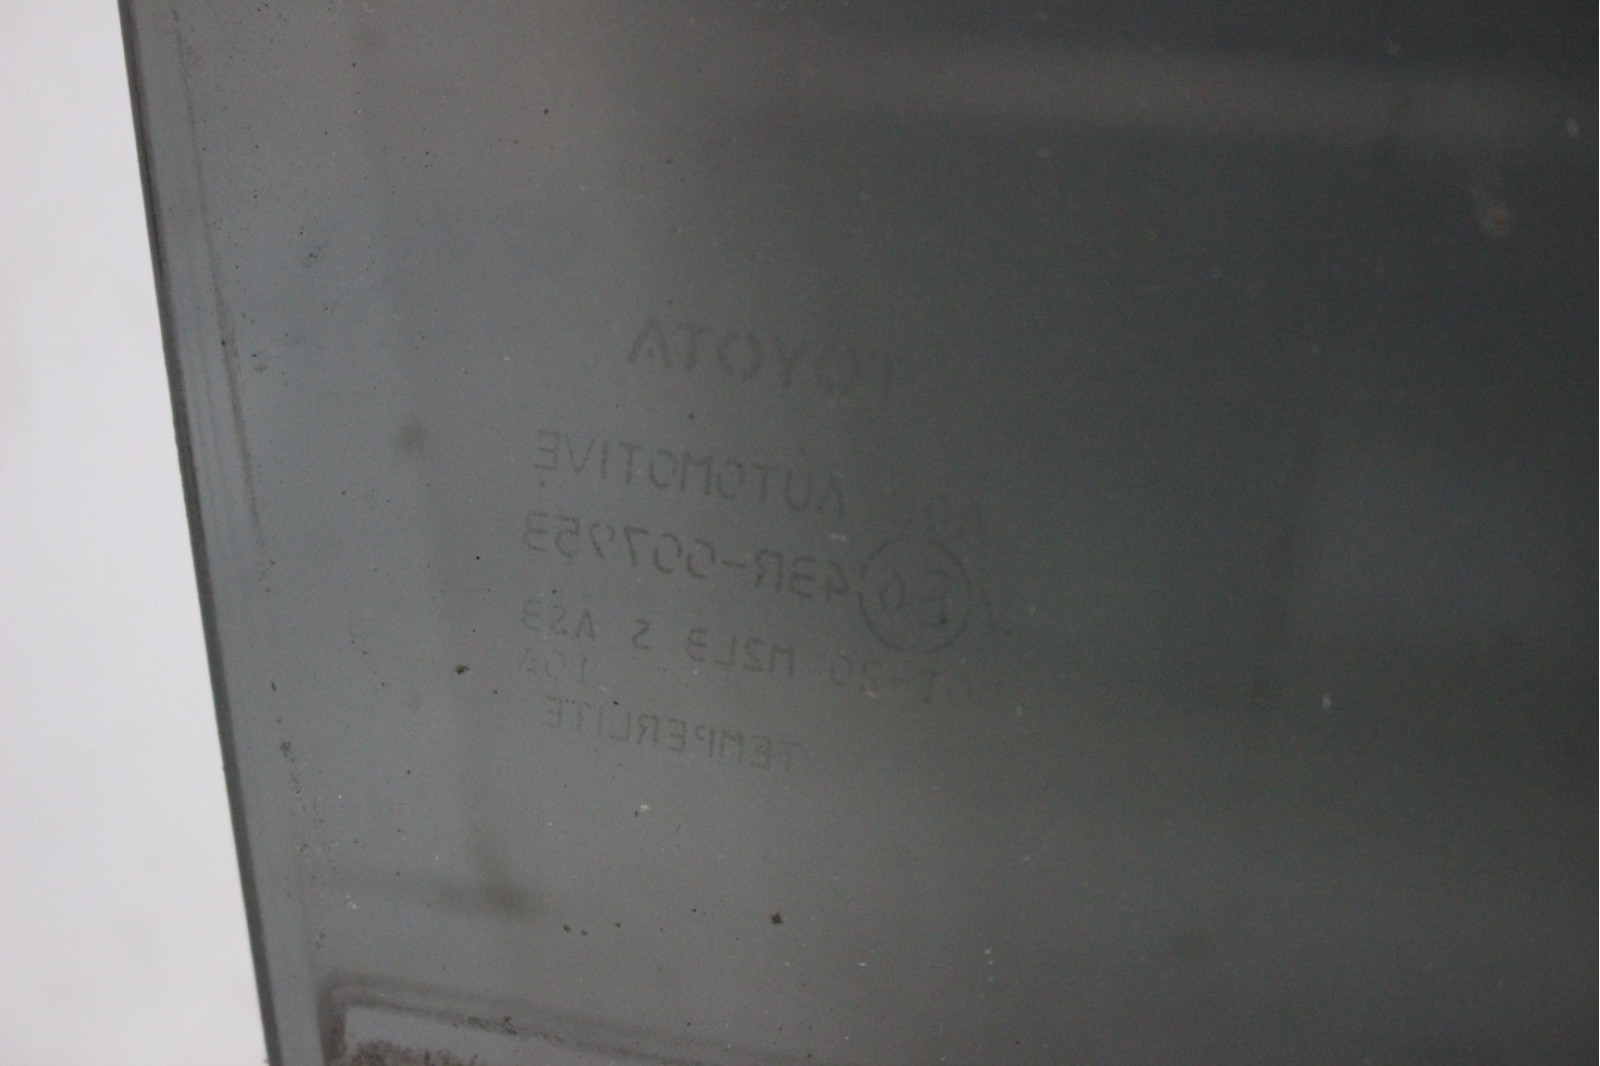 TOYOTA
AUTOMOTIVE
E6 43R-007953
M2L3 S AS3
TEMPERLITE